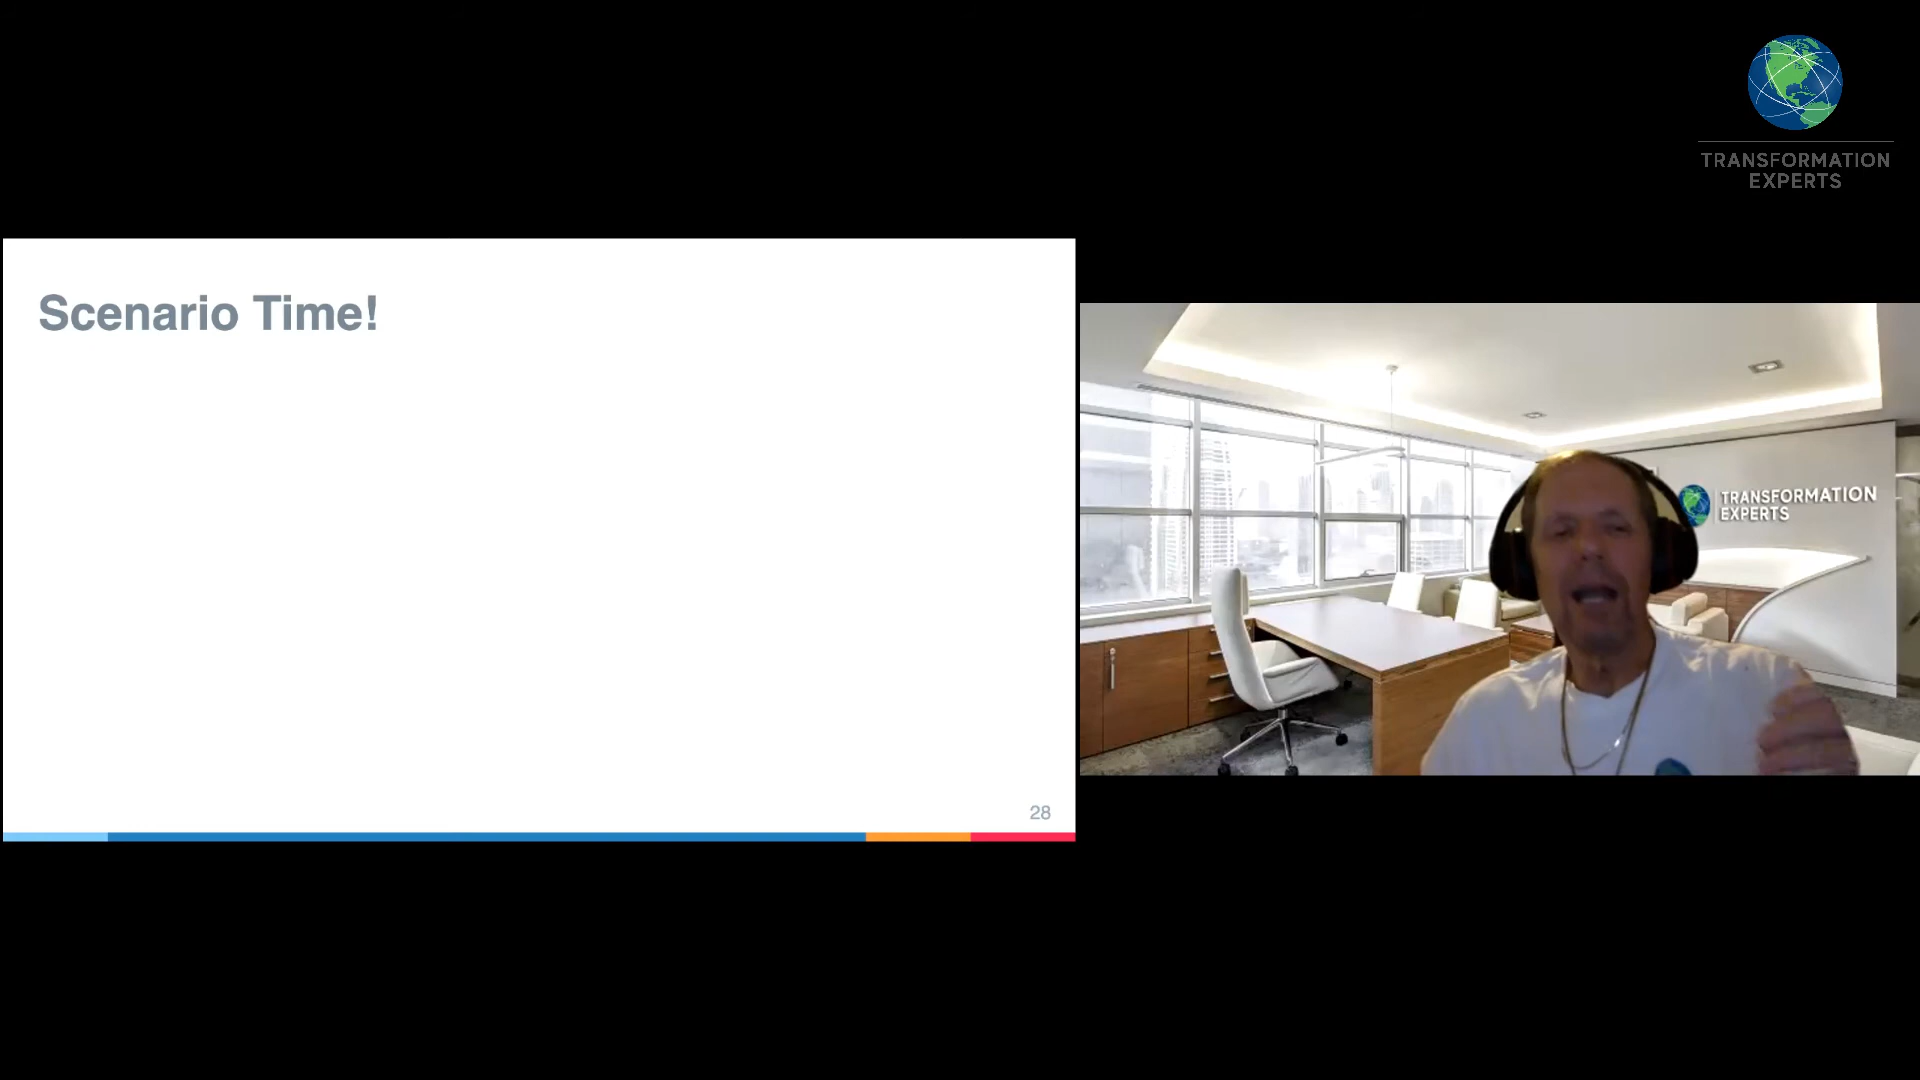 TRANSFORMATION
EXPERTS
Scenario Time!
TRANSFORMATION
EXPERTS
28